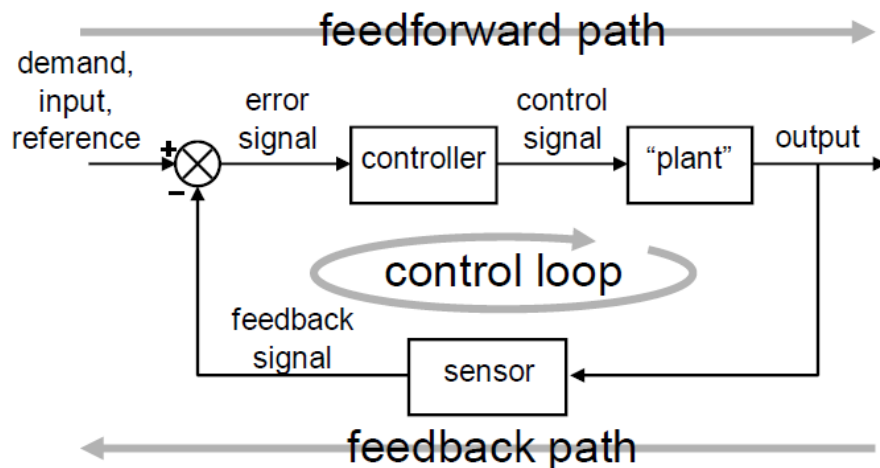 feedforward path
demand,
input,
reference
error
signal
control
signal
output
+
controller
“plant”
−
control loop
feedback
signal
sensor
feedback path